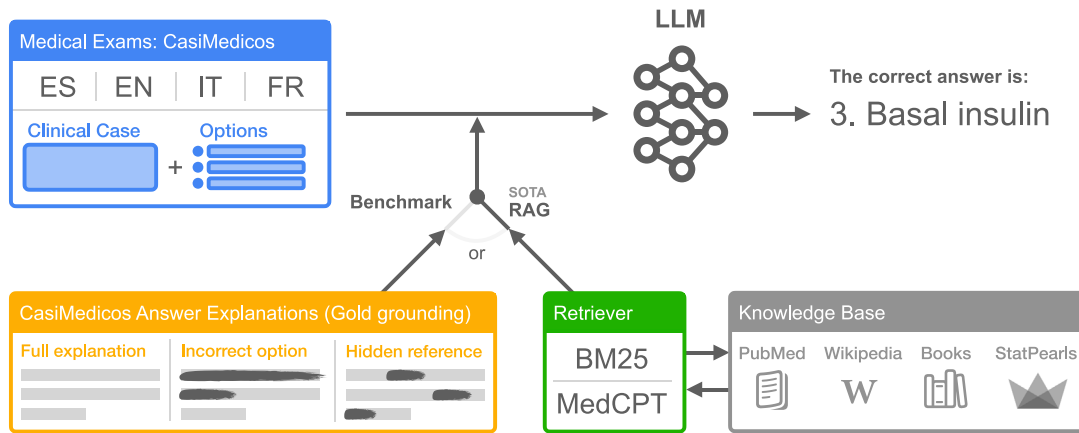 Medical Exams: CasiMedicos
ES EN IT FR
Clinical Case
+
Options
LLM
The correct answer is:
3. Basal insulin
Benchmark
SOTA
RAG
or
CasiMedicos Answer Explanations (Gold grounding)
Full explanation
Incorrect option
Hidden reference
Retriever
BM25
MedCPT
Knowledge Base
PubMed
Wikipedia
Books
StatPearls
W